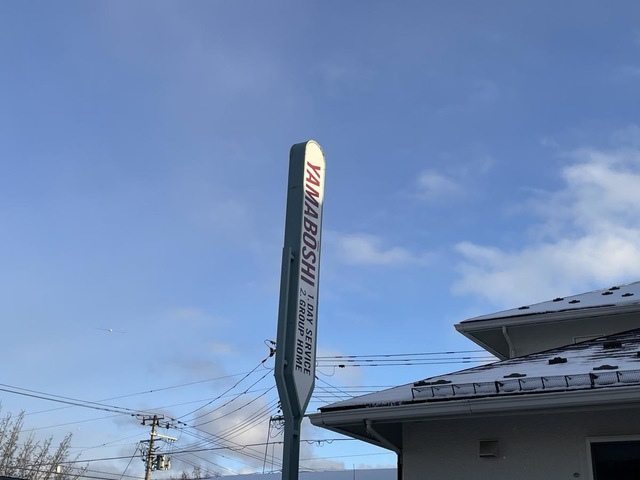 YAMABOSHI
1. DAY SERVICE
2. GROUP HOME